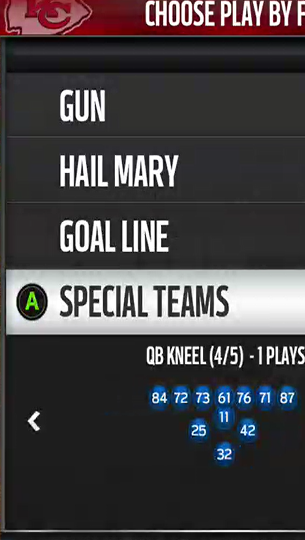 KC
CHOOSE PLAY BY F
GUN
HAIL MARY
GOAL LINE
A SPECIAL TEAMS
QB KNEEL (4/5) - 1 PLAYS
84 72 73 61 76 71 87
11
25 42
32